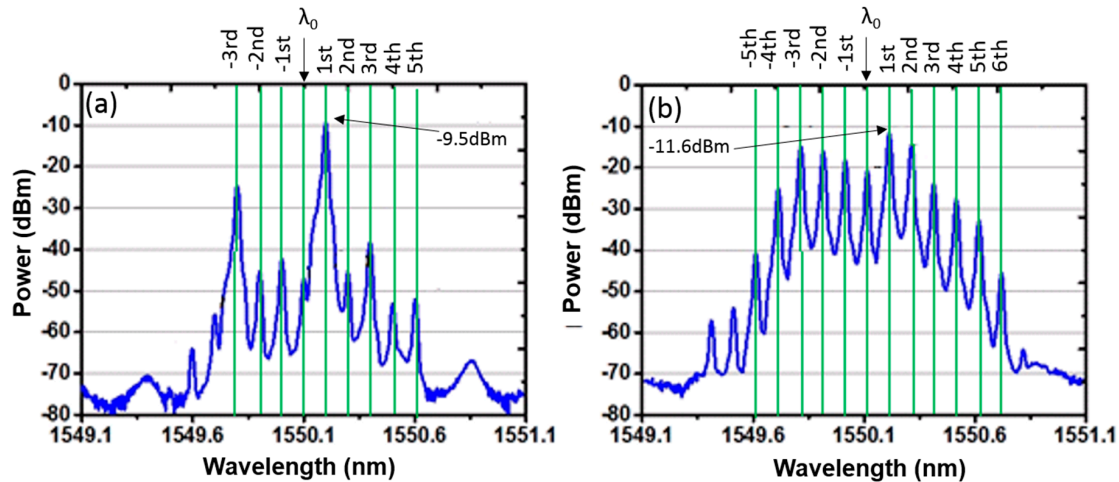 λ0
-3rd
-2nd
-1st
1st
2nd
3rd
4th
5th
(a)
-9.5dBm
0
-10
-20
-30
-40
-50
-60
-70
-80
Power (dBm)
1549.1
1549.6
1550.1
1550.6
1551.1
Wavelength (nm)
λ0
-5th
-4th
-3rd
-2nd
-1st
1st
2nd
3rd
4th
5th
6th
(b)
-11.6dBm
0
-10
-20
-30
-40
-50
-60
-70
-80
Power (dBm)
1549.1
1549.6
1550.1
1550.6
1551.1
Wavelength (nm)